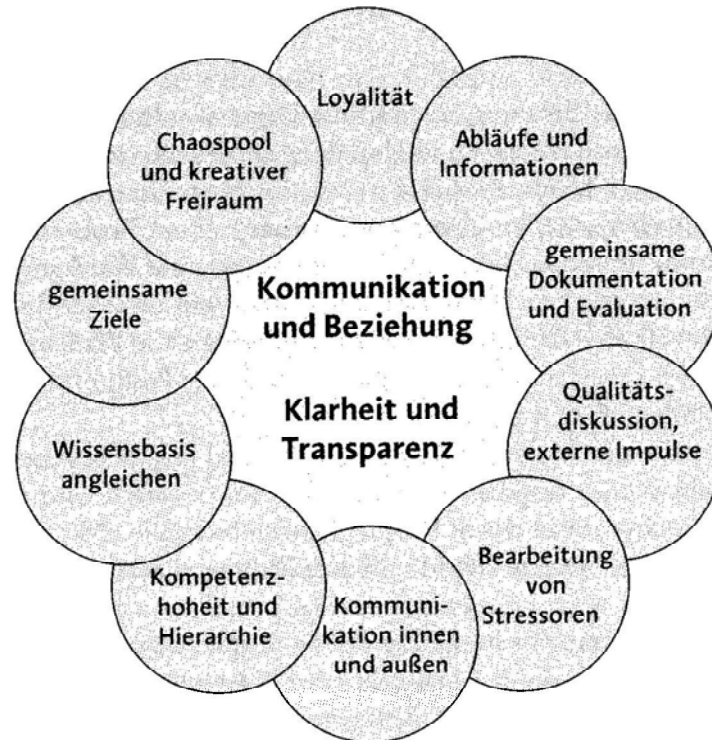 Loyalität
Abläufe und
Informationen
gemeinsame
Dokumentation
und Evaluation
Qualitäts-
diskussion,
externe Impulse
Bearbeitung
von
Stressoren
Kommuni-
kation innen
und außen
Kompetenz-
hoheit und
Hierarchie
Wissensbasis
angleichen
gemeinsame
Ziele
Chaospool
und kreativer
Freiraum
Kommunikation
und Beziehung
Klarheit und
Transparenz